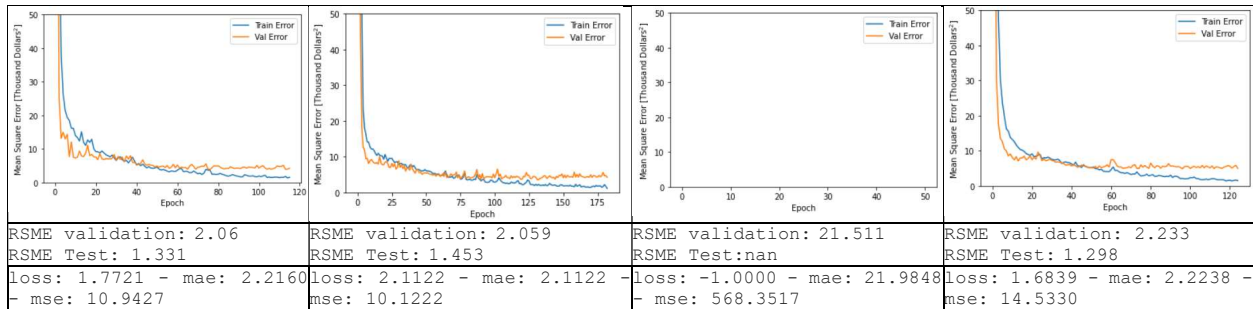 Mean Square Error [Thousand Dollars²]
50
40
30
20
10
0
Train Error
Val Error
0 20 40 60 80 100 120
Epoch
Mean Square Error [Thousand Dollars²]
50
40
30
20
10
0
Train Error
Val Error
0 25 50 75 100 125 150 175
Epoch
Mean Square Error [Thousand Dollars²]
50
40
30
20
10
0
Train Error
Val Error
0 10 20 30 40 50
Epoch
Mean Square Error [Thousand Dollars²]
50
40
30
20
10
0
Train Error
Val Error
0 20 40 60 80 100 120
Epoch
RSME validation: 2.06
RSME Test: 1.331
RSME validation: 2.059
RSME Test: 1.453
RSME validation: 21.511
RSME Test:nan
RSME validation: 2.233
RSME Test: 1.298
loss: 1.7721 - mae: 2.2160
- mse: 10.9427
loss: 2.1122 - mae: 2.1122 -
mse: 10.1222
loss: -1.0000 - mae: 21.9848
- mse: 568.3517
loss: 1.6839 - mae: 2.2238 -
mse: 14.5330